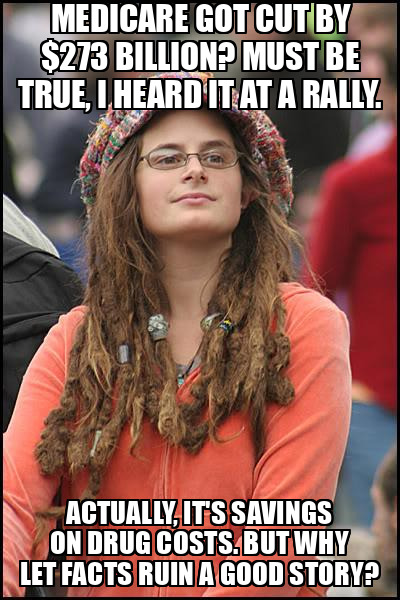 MEDICARE GOT CUT BY
$273 BILLION? MUST BE
TRUE, I HEARD IT AT A RALLY.
ACTUALLY, IT'S SAVINGS
ON DRUG COSTS. BUT WHY
LET FACTS RUIN A GOOD STORY?